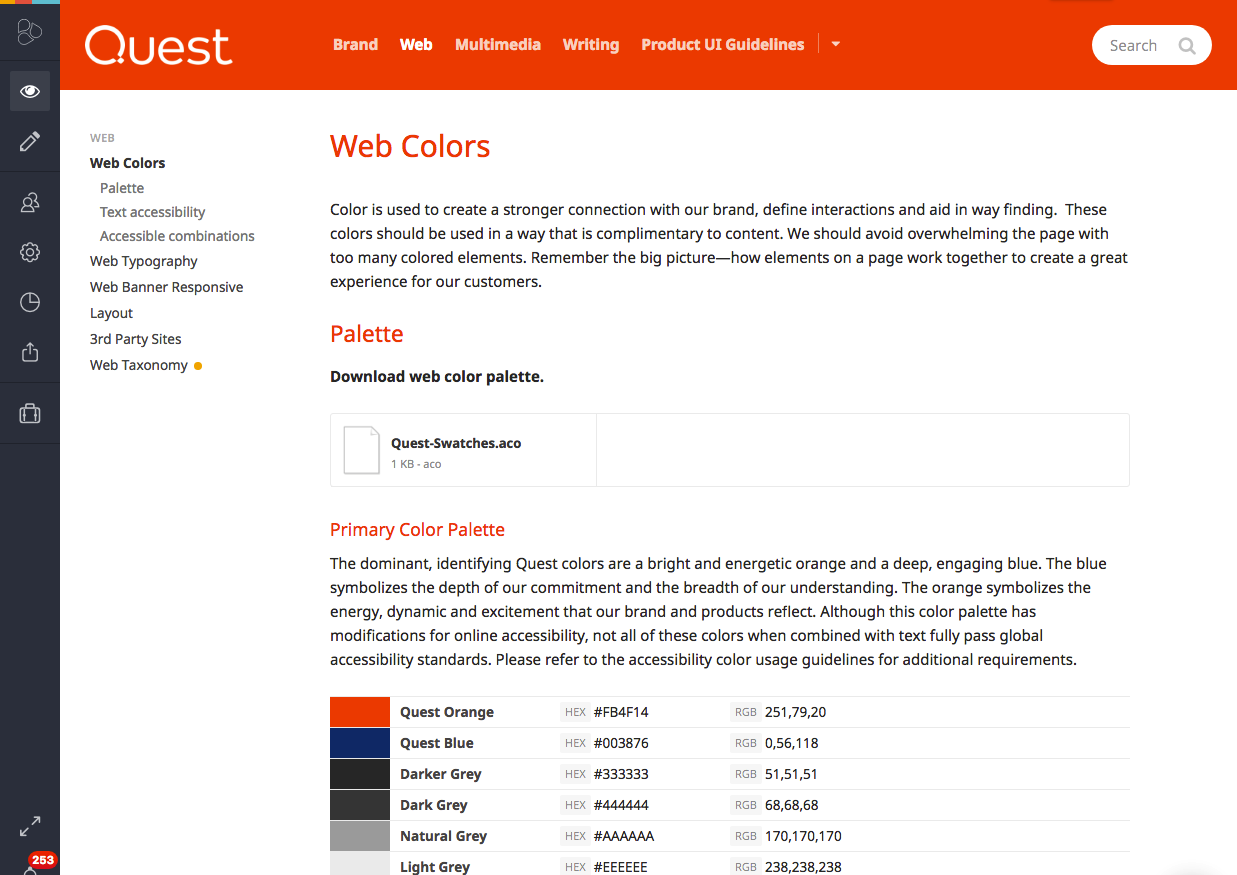 Quest
Brand Web Multimedia Writing Product UI Guidelines
Search
WEB
Web Colors
Palette
Text accessibility
Accessible combinations
Web Typography
Web Banner Responsive
Layout
3rd Party Sites
Web Taxonomy
Web Colors
Color is used to create a stronger connection with our brand, define interactions and aid in way finding.  These
colors should be used in a way that is complimentary to content. We should avoid overwhelming the page with
too many colored elements. Remember the big picture—how elements on a page work together to create a great
experience for our customers.
Palette
Download web color palette.
Quest-Swatches.aco
1 KB - aco
Primary Color Palette
The dominant, identifying Quest colors are a bright and energetic orange and a deep, engaging blue. The blue
symbolizes the depth of our commitment and the breadth of our understanding. The orange symbolizes the
energy, dynamic and excitement that our brand and products reflect. Although this color palette has
modifications for online accessibility, not all of these colors when combined with text fully pass global
accessibility standards. Please refer to the accessibility color usage guidelines for additional requirements.
Quest Orange HEX #FB4F14 RGB 251,79,20
Quest Blue HEX #003876 RGB 0,56,118
Darker Grey HEX #333333 RGB 51,51,51
Dark Grey HEX #444444 RGB 68,68,68
Natural Grey HEX #AAAAAA RGB 170,170,170
Light Grey HEX #EEEEEE RGB 238,238,238
253